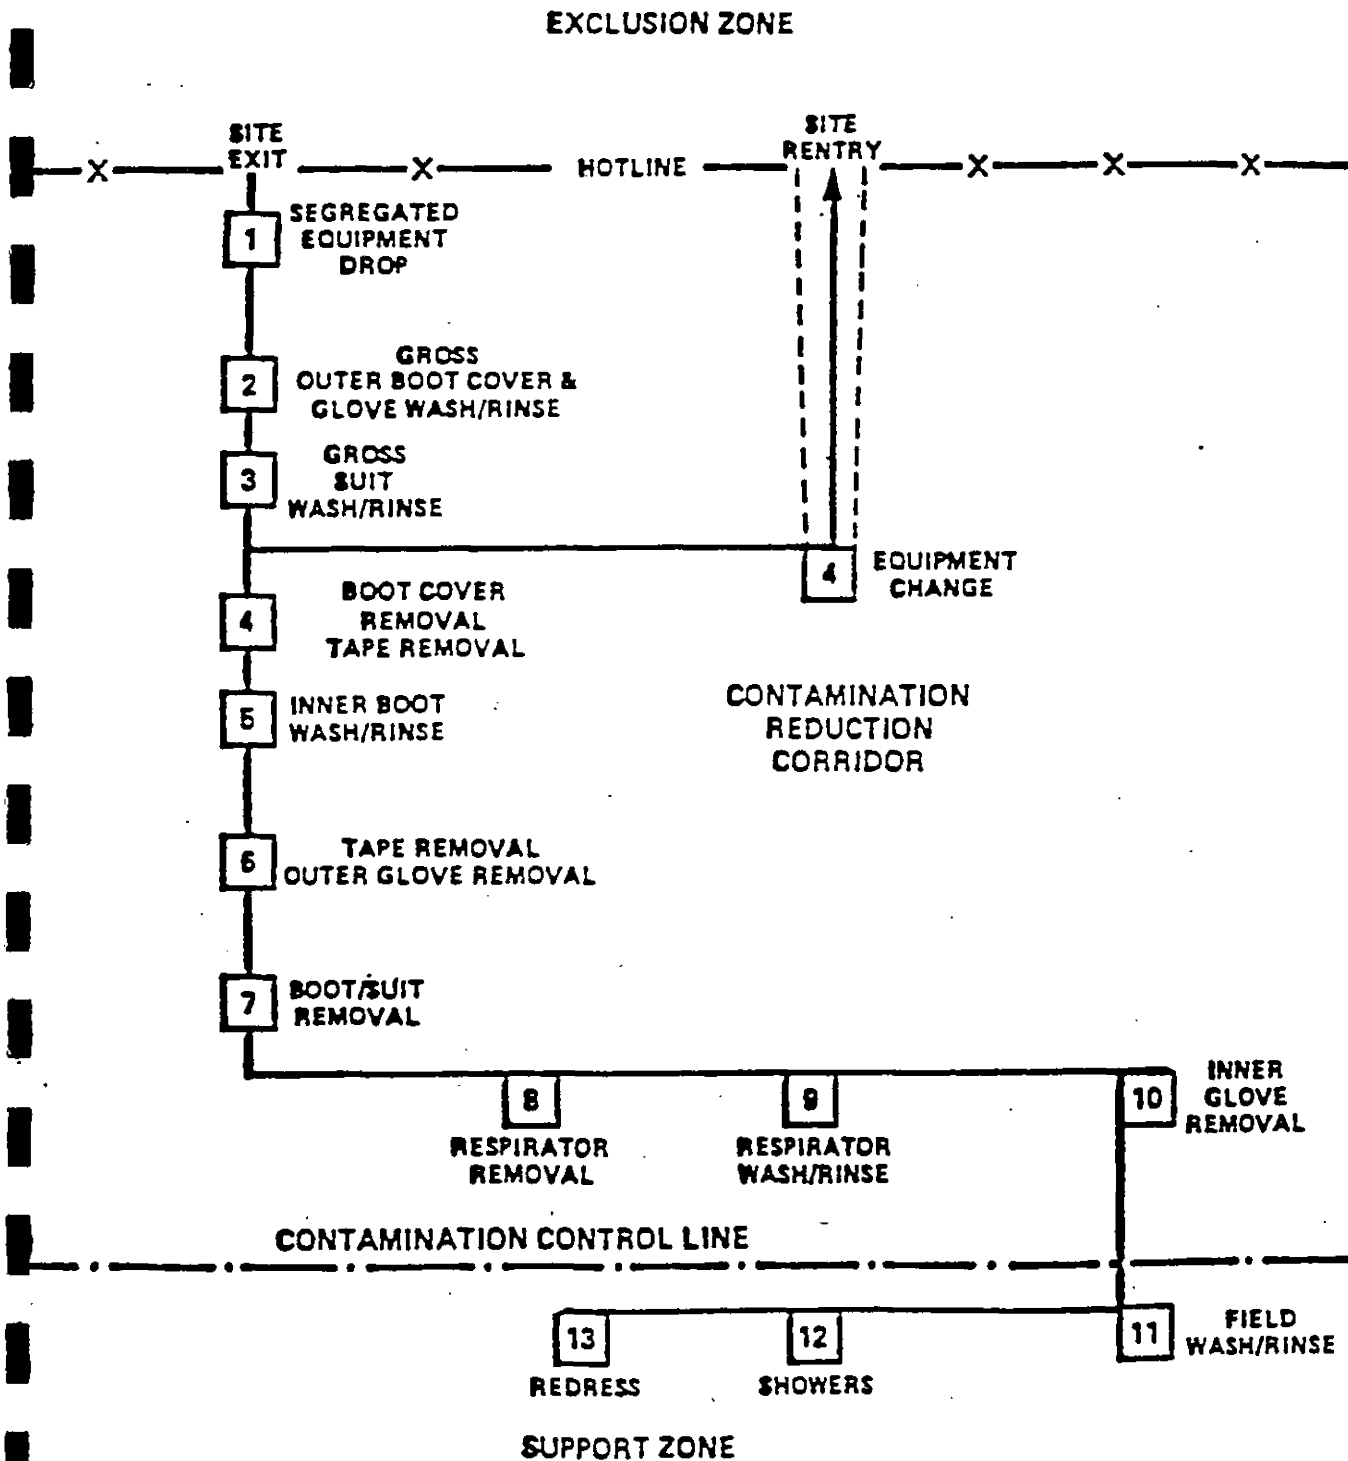 EXCLUSION ZONE
SITE
EXIT
X
X
HOTLINE
SITE
RENTRY
X
X
X
1
SEGREGATED
EQUIPMENT
DROP
2
GROSS
OUTER BOOT COVER &
GLOVE WASH/RINSE
3
GROSS
SUIT
WASH/RINSE
4
EQUIPMENT
CHANGE
4
BOOT COVER
REMOVAL
TAPE REMOVAL
5
INNER BOOT
WASH/RINSE
CONTAMINATION
REDUCTION
CORRIDOR
6
TAPE REMOVAL
OUTER GLOVE REMOVAL
7
BOOT/SUIT
REMOVAL
8
RESPIRATOR
REMOVAL
9
RESPIRATOR
WASH/RINSE
10
INNER
GLOVE
REMOVAL
CONTAMINATION CONTROL LINE
13
REDRESS
12
SHOWERS
11
FIELD
WASH/RINSE
SUPPORT ZONE